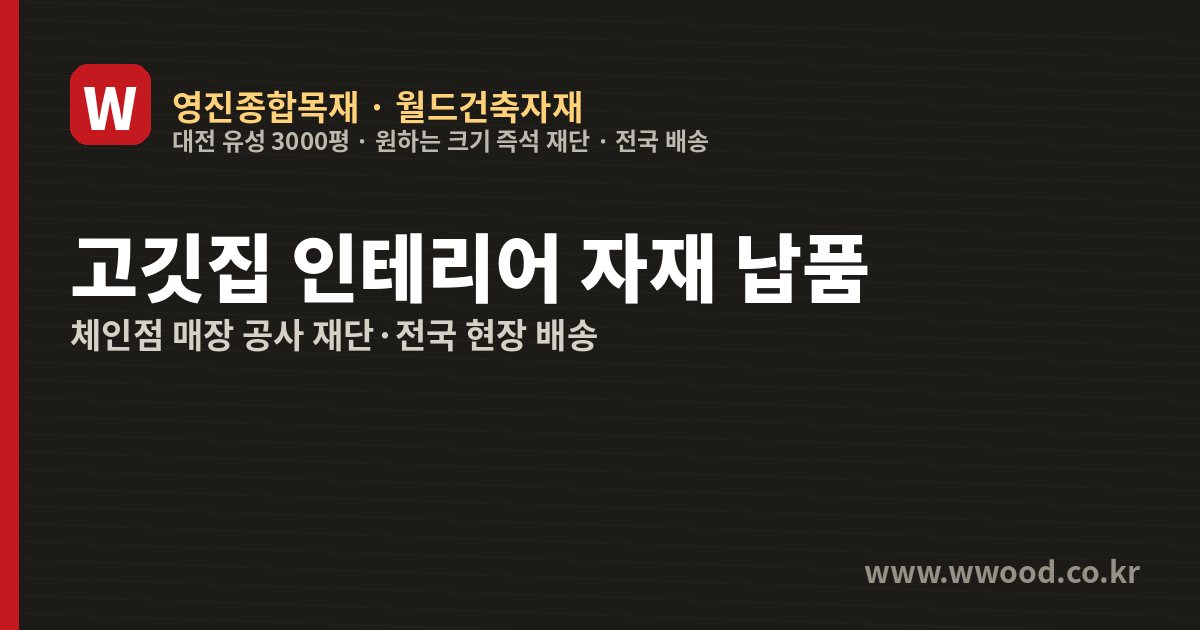 W
영진종합목재 · 월드건축자재
대전 유성 3000평 · 원하는 크기 즉석 재단 · 전국 배송
고깃집 인테리어 자재 납품
체인점 매장 공사 재단·전국 현장 배송
www.wwood.co.kr